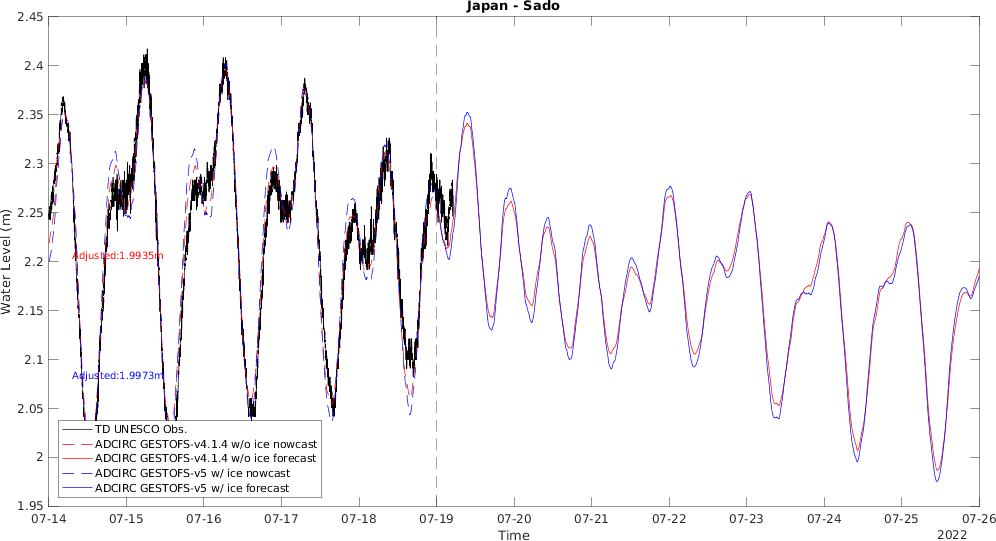 Japan - Sado
2.45
2.4
2.35
2.3
2.25
2.2
2.15
2.1
2.05
2
1.95
Water Level (m)
Adjusted:1.9935m
Adjusted:1.9973m
TD UNESCO Obs.
ADCIRC GESTOFS-v4.1.4 w/o ice nowcast
ADCIRC GESTOFS-v4.1.4 w/o ice forecast
ADCIRC GESTOFS-v5 w/ ice nowcast
ADCIRC GESTOFS-v5 w/ ice forecast
07-14 07-15 07-16 07-17 07-18 07-19 07-20 07-21 07-22 07-23 07-24 07-25 07-26
Time
2022